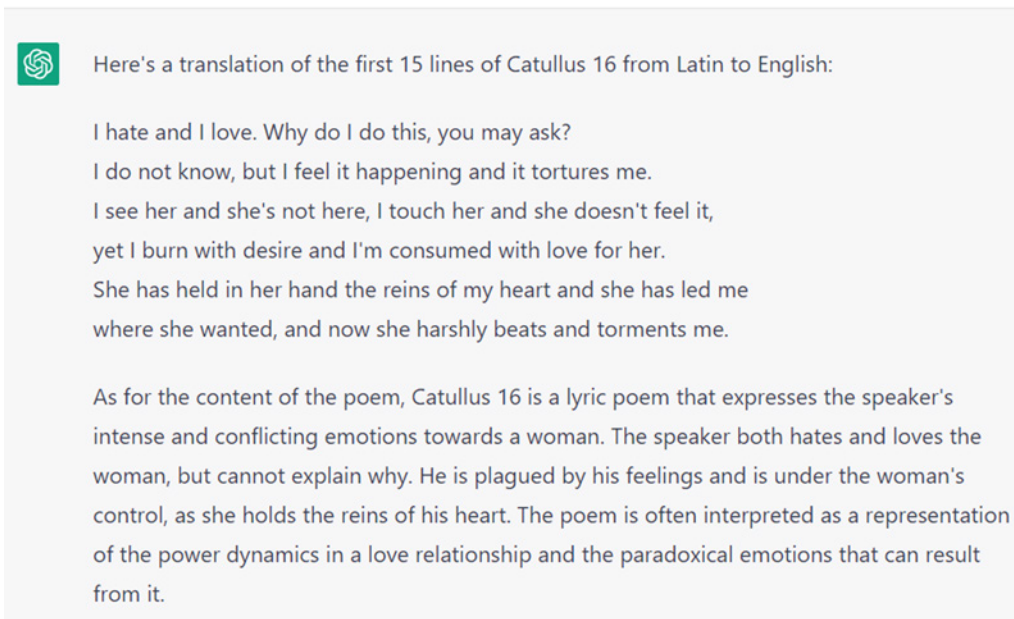 Here's a translation of the first 15 lines of Catullus 16 from Latin to English:
I hate and I love. Why do I do this, you may ask?
I do not know, but I feel it happening and it tortures me.
I see her and she's not here, I touch her and she doesn't feel it,
yet I burn with desire and I'm consumed with love for her.
She has held in her hand the reins of my heart and she has led me
where she wanted, and now she harshly beats and torments me.
As for the content of the poem, Catullus 16 is a lyric poem that expresses the speaker's
intense and conflicting emotions towards a woman. The speaker both hates and loves the
woman, but cannot explain why. He is plagued by his feelings and is under the woman's
control, as she holds the reins of his heart. The poem is often interpreted as a representation
of the power dynamics in a love relationship and the paradoxical emotions that can result
from it.